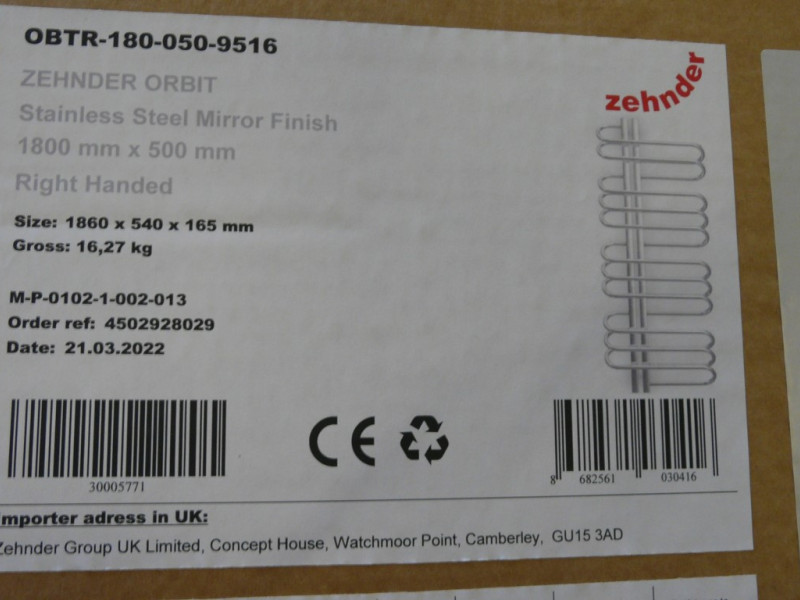 OBTR-180-050-9516
zehnder
ZEHNDER ORBIT
Stainless Steel Mirror Finish
1800 mm x 500 mm
Right Handed
Size: 1860 x 540 x 165 mm
Gross: 16,27 kg
M-P-0102-1-002-013
Order ref: 4502928029
Date: 21.03.2022
CE
30005771
8 682561 030416
Importer adress in UK:
Zehnder Group UK Limited, Concept House, Watchmoor Point, Camberley, GU15 3AD